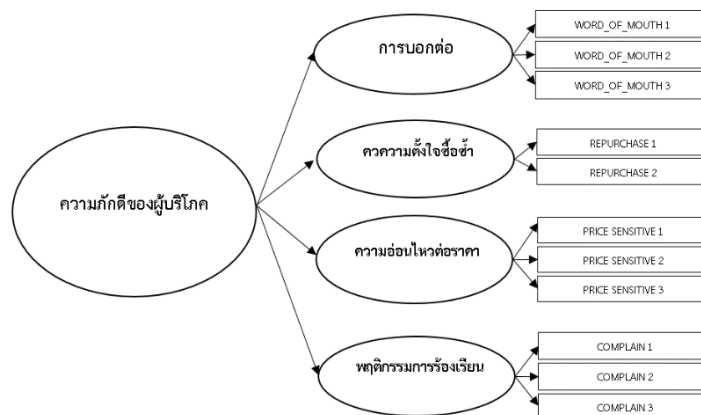 การบอกต่อ
WORD_OF_MOUTH 1
WORD_OF_MOUTH 2
WORD_OF_MOUTH 3
ควความตั้งใจซื้อซ้ำ
REPURCHASE 1
REPURCHASE 2
ความภักดีของผู้บริโภค
ความอ่อนไหวต่อราคา
PRICE SENSITIVE 1
PRICE SENSITIVE 2
PRICE SENSITIVE 3
พฤติกรรมการร้องเรียน
COMPLAIN 1
COMPLAIN 2
COMPLAIN 3